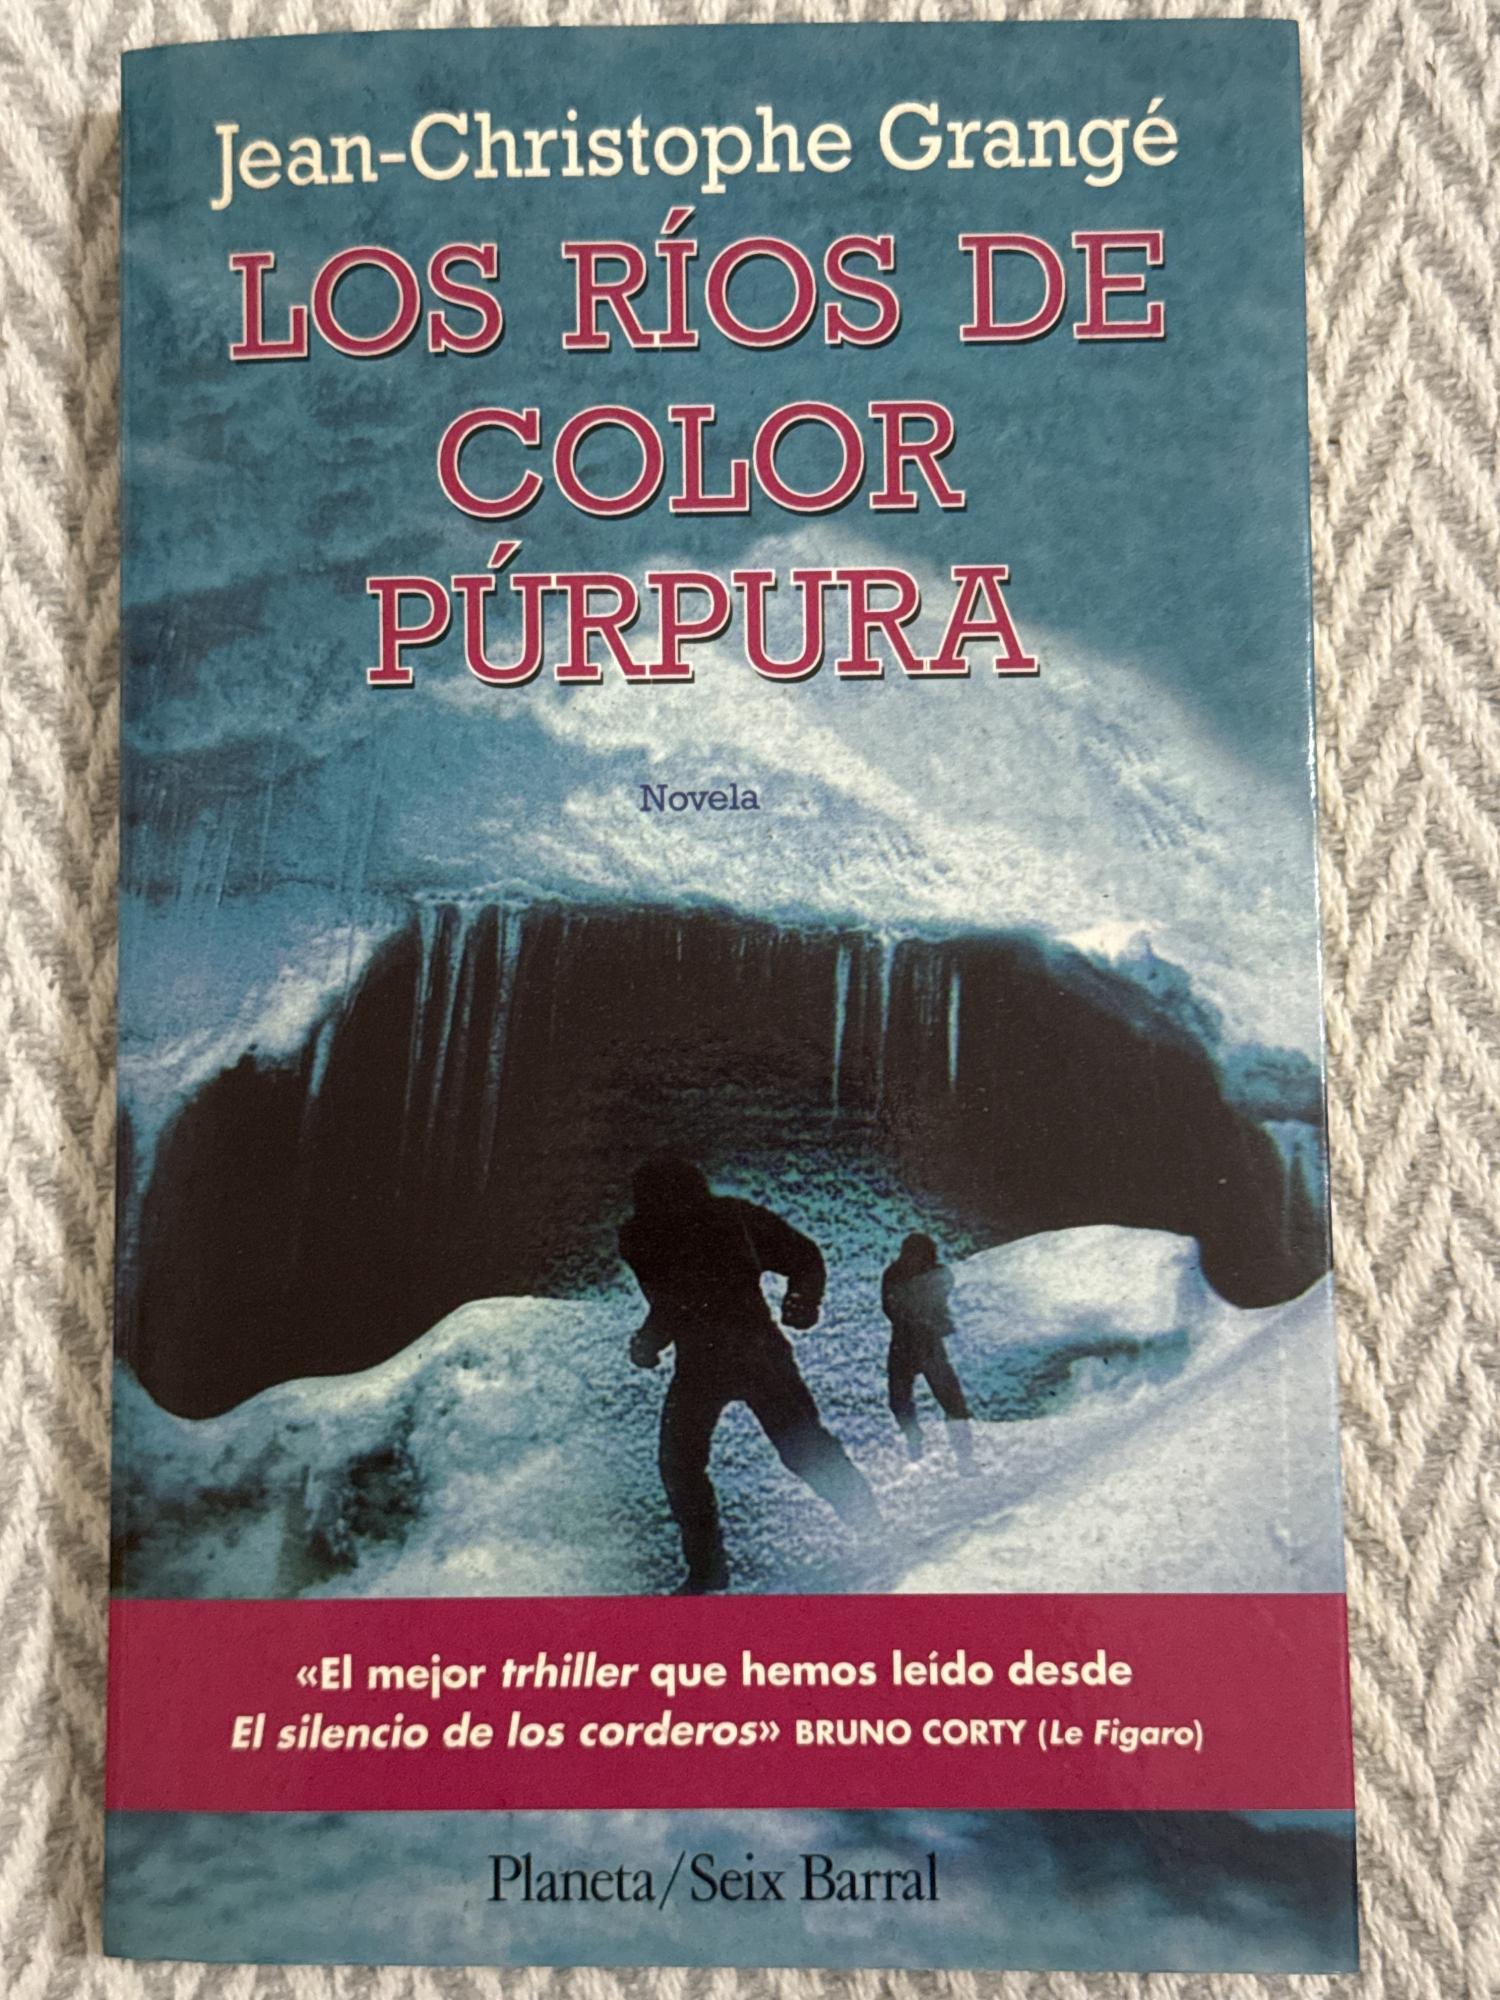 Jean-Christophe Grangé
LOS RÍOS DE
COLOR
PÚRPURA
Novela
«El mejor trhiller que hemos leído desde
El silencio de los corderos» BRUNO CORTY (Le Figaro)
Planeta/Seix Barral